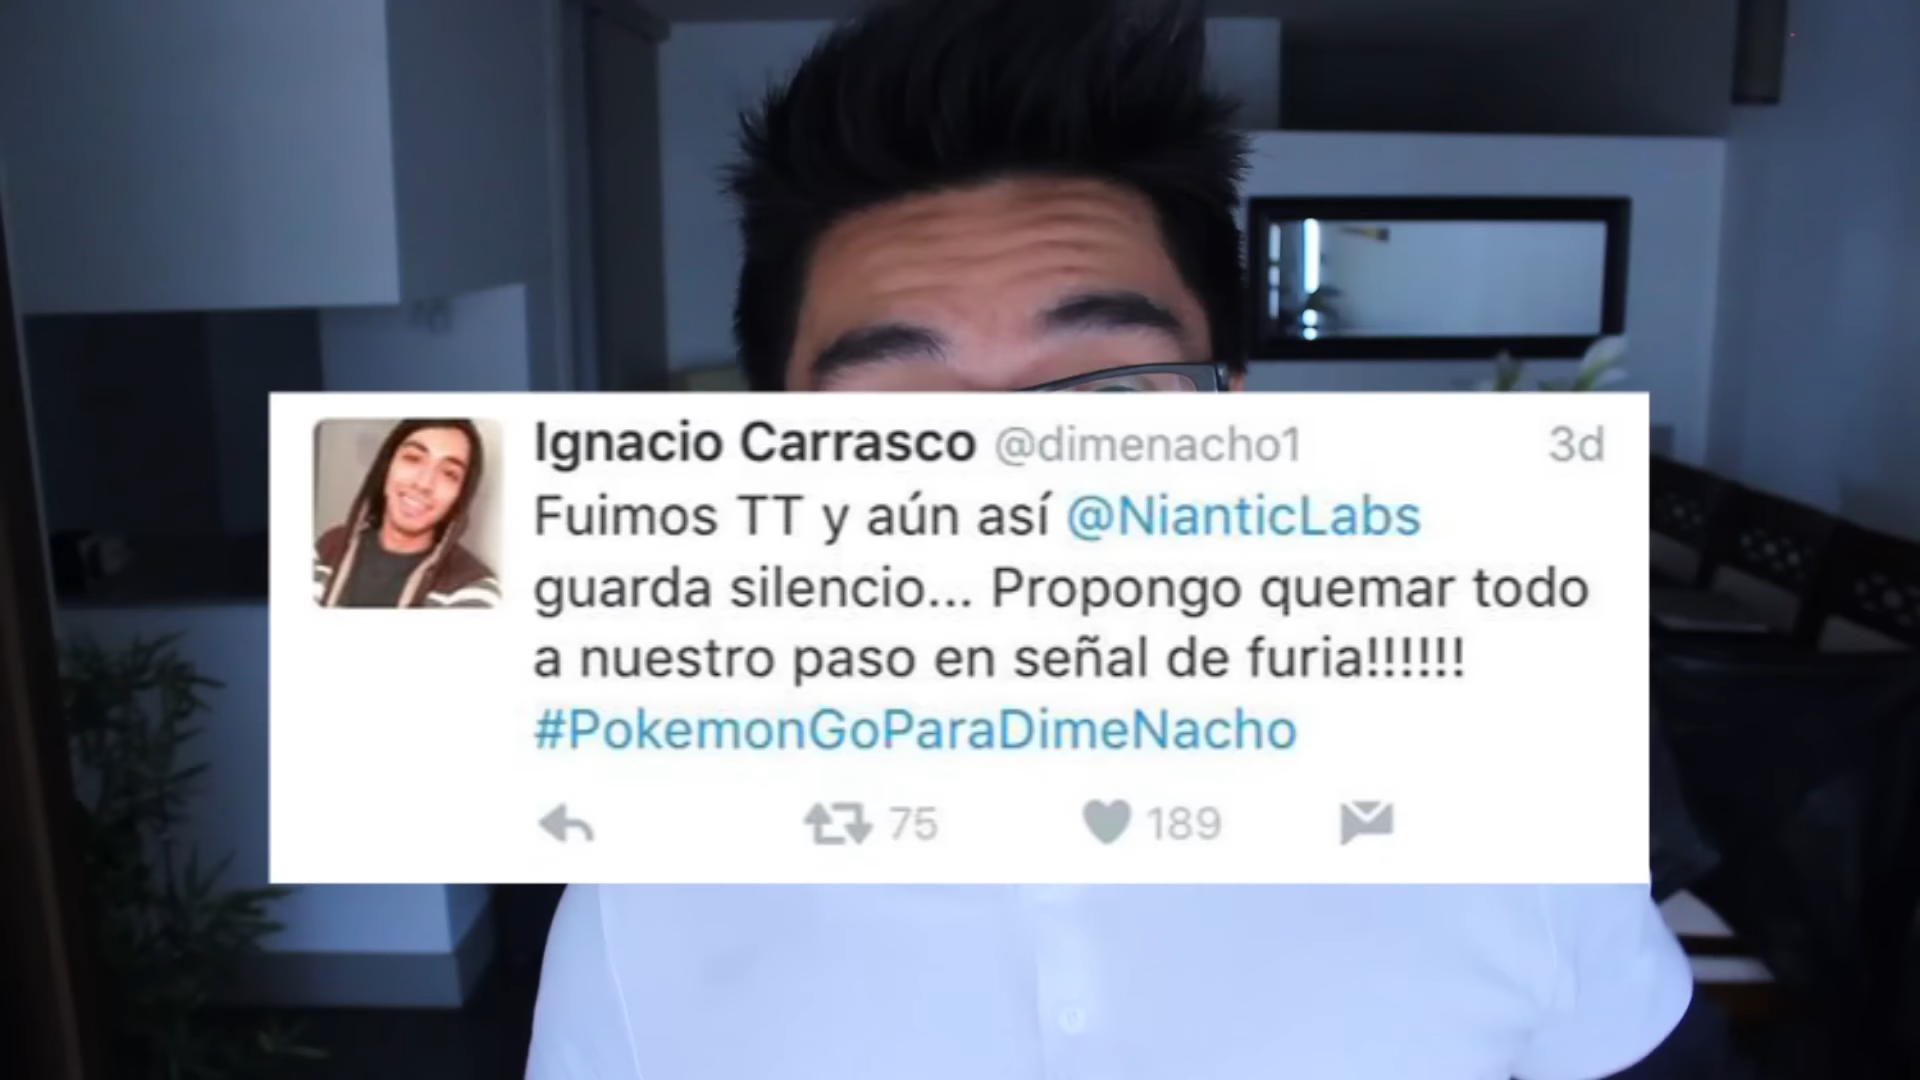 Ignacio Carrasco @dimenacho1 3d
Fuimos TT y aún así @NianticLabs
guarda silencio... Propongo quemar todo
a nuestro paso en señal de furia!!!!!!
#PokemonGoParaDimeNacho
75 189